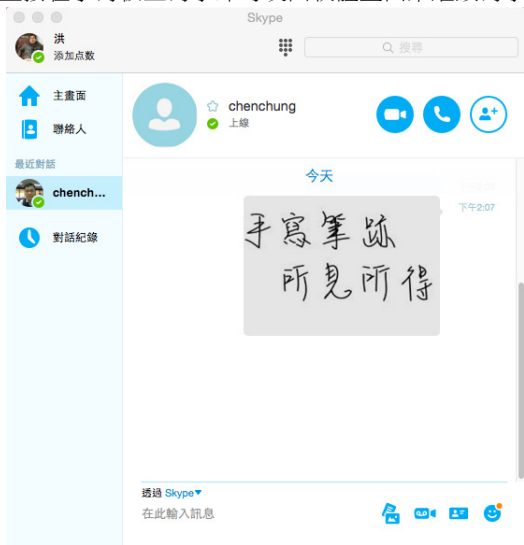 Skype
洪
添加点数
搜尋
主畫面
聯絡人
最近對話
chench...
對話紀錄
chenchung
上線
今天
下午2:07
手寫筆跡
所見所得
透過 Skype
在此輸入訊息